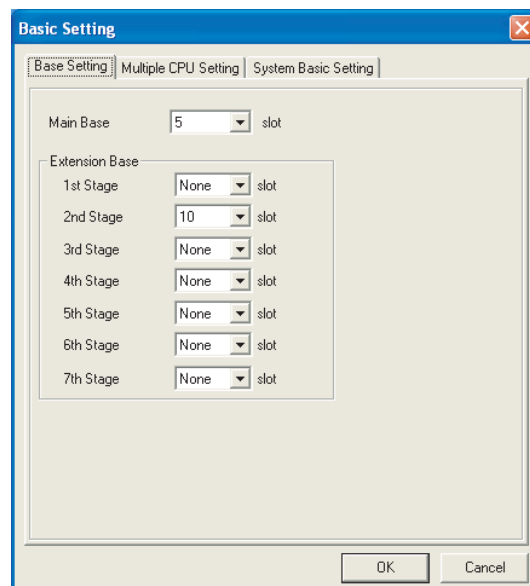 Basic Setting
Base Setting Multiple CPU Setting System Basic Setting
Main Base 5 slot
Extension Base
1st Stage None slot
2nd Stage 10 slot
3rd Stage None slot
4th Stage None slot
5th Stage None slot
6th Stage None slot
7th Stage None slot
OK Cancel